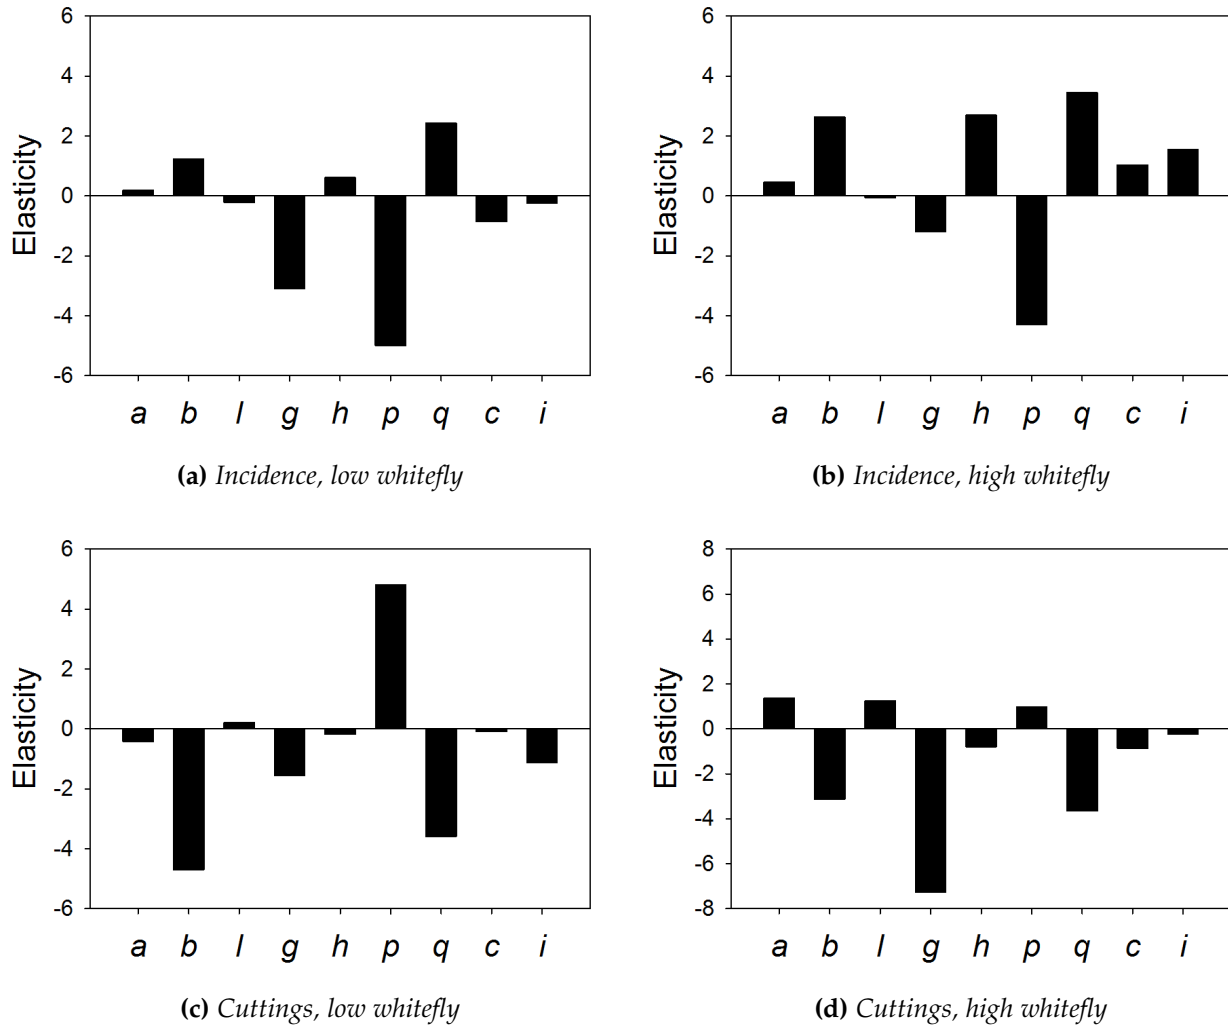 6
4
2
0
-2
-4
-6
Elasticity
a b l g h p q c i
(a) Incidence, low whitefly
6
4
2
0
-2
-4
-6
Elasticity
a b l g h p q c i
(b) Incidence, high whitefly
6
4
2
0
-2
-4
-6
Elasticity
a b l g h p q c i
(c) Cuttings, low whitefly
8
6
4
2
0
-2
-4
-6
-8
Elasticity
a b l g h p q c i
(d) Cuttings, high whitefly